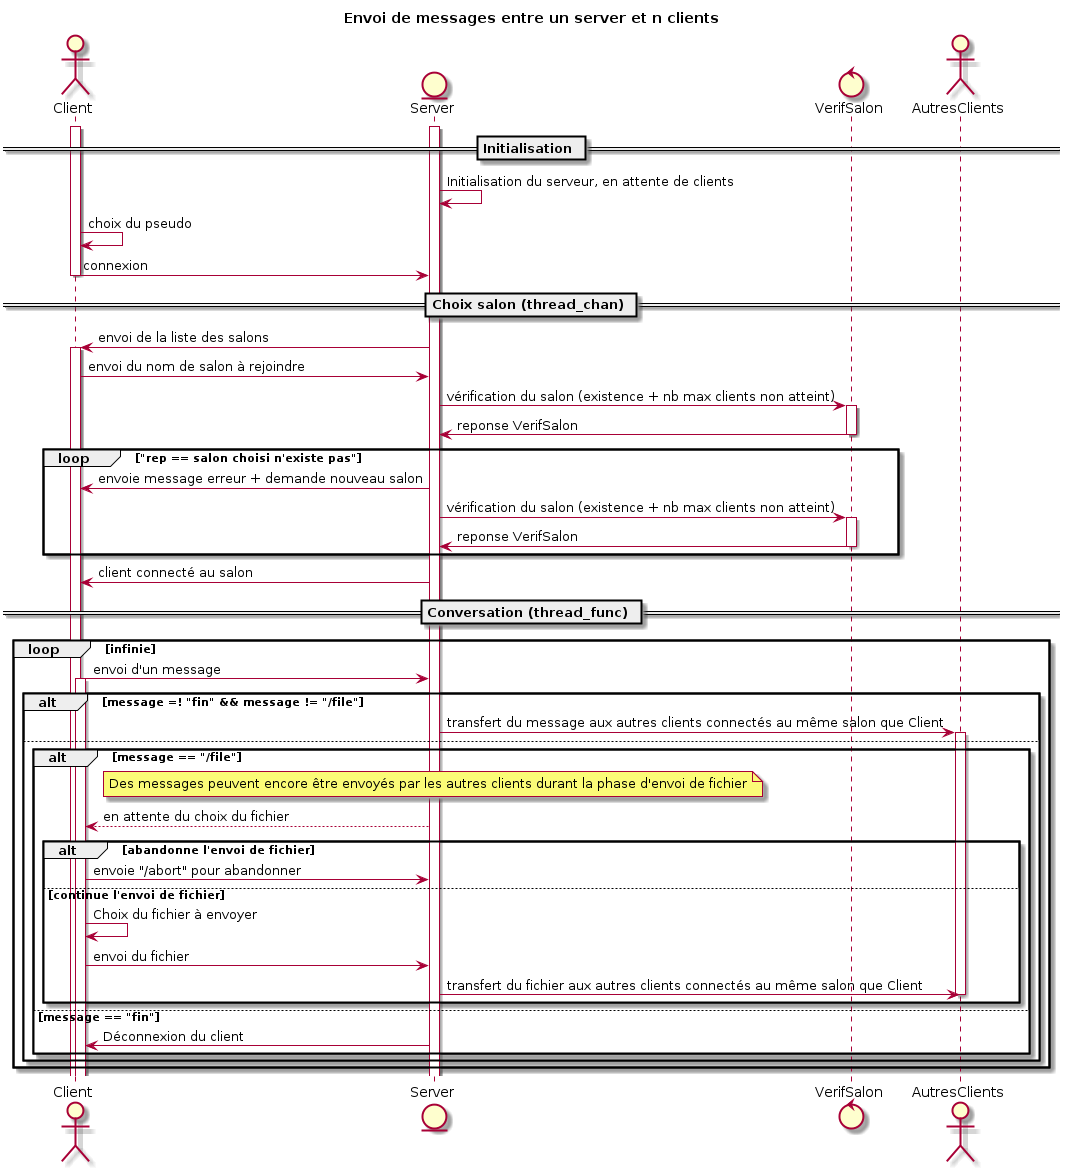 Envoi de messages entre un server et n clients
Client
Server
VerifSalon
AutresClients
Initialisation
Initialisation du serveur, en attente de clients
choix du pseudo
connexion
Choix salon (thread_chan)
envoi de la liste des salons
envoi du nom de salon à rejoindre
vérification du salon (existence + nb max clients non atteint)
reponse VerifSalon
loop
["rep == salon choisi n'existe pas"]
envoie message erreur + demande nouveau salon
vérification du salon (existence + nb max clients non atteint)
reponse VerifSalon
client connecté au salon
Conversation (thread_func)
loop
[infinie]
envoi d'un message
alt
[message =! "fin" && message != "/file"]
transfert du message aux autres clients connectés au même salon que Client
alt
[message == "/file"]
Des messages peuvent encore être envoyés par les autres clients durant la phase d'envoi de fichier
en attente du choix du fichier
alt
[abandonne l'envoi de fichier]
envoie "/abort" pour abandonner
[continue l'envoi de fichier]
Choix du fichier à envoyer
envoi du fichier
transfert du fichier aux autres clients connectés au même salon que Client
[message == "fin"]
Déconnexion du client
Client
Server
VerifSalon
AutresClients